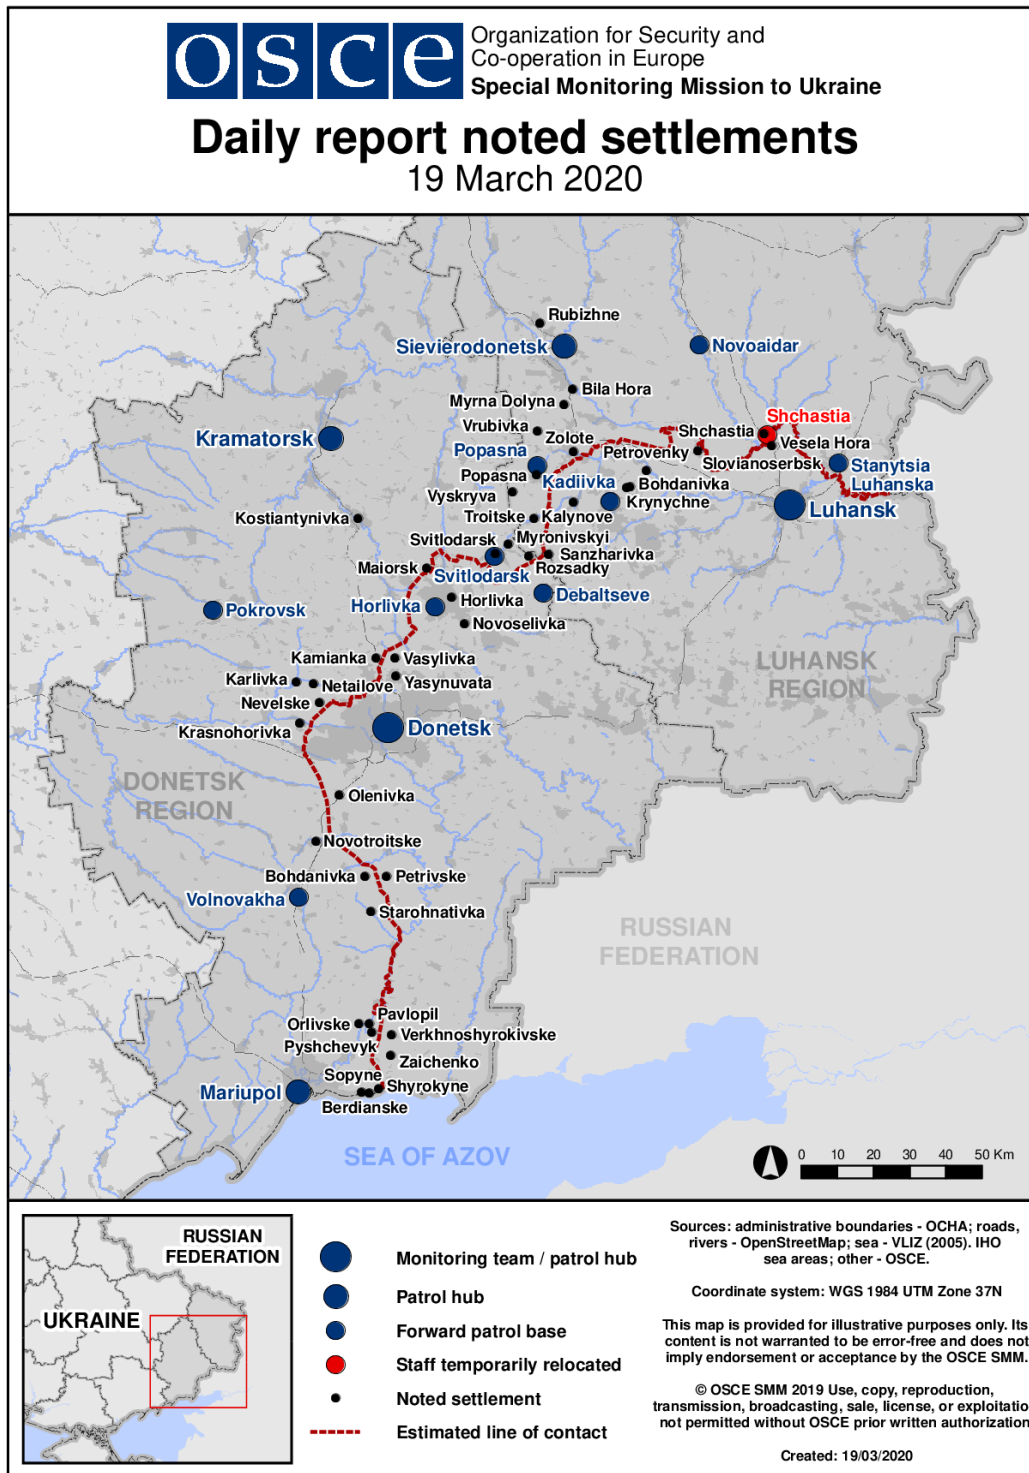 osce
Organization for Security and
Co-operation in Europe
Special Monitoring Mission to Ukraine
Daily report noted settlements
19 March 2020
Rubizhne
Sievierodonetsk
Novoaidar
Bila Hora
Myrna Dolyna
Shchastia
Vrubivka
Zolote
Shchastia
Vesela Hora
Kramatorsk
Popasna
Petrovenky
Slovianoserbsk
Stanytsia
Luhanska
Popasna
Kadiivka
Bohdanivka
Vyskryva
Krynychne
Luhansk
Kostiantynivka
Troitske
Kalynove
Svitlodarsk
Myronivskyi
Sanzharivka
Maiorsk
Svitlodarsk
Rozsadky
Debaltseve
Horlivka
Horlivka
Pokrovsk
Novoselivka
Kamianka
Vasylivka
LUHANSK
REGION
Karlivka
Netailove
Yasynuvata
Nevelske
Krasnohorivka
Donetsk
DONETSK
REGION
Olenivka
Novotroitske
Bohdanivka
Petrivske
Volnovakha
Starohnativka
RUSSIAN
FEDERATION
Pavlopil
Orlivske
Pyshchevyk
Verkhnoshyrokivske
Zaichenko
Sopyne
Shyrokyne
Mariupol
Berdianske
SEA OF AZOV
0 10 20 30 40 50 Km
RUSSIAN
FEDERATION
UKRAINE
Monitoring team / patrol hub
Patrol hub
Forward patrol base
Staff temporarily relocated
Noted settlement
Estimated line of contact
Sources: administrative boundaries - OCHA; roads,
rivers - OpenStreetMap; sea - VLIZ (2005). IHO
sea areas; other - OSCE.
Coordinate system: WGS 1984 UTM Zone 37N
This map is provided for illustrative purposes only. Its
content is not warranted to be error-free and does not
imply endorsement or acceptance by the OSCE SMM.
© OSCE SMM 2019 Use, copy, reproduction,
transmission, broadcasting, sale, license, or exploitatio
not permitted without OSCE prior written authorization
Created: 19/03/2020